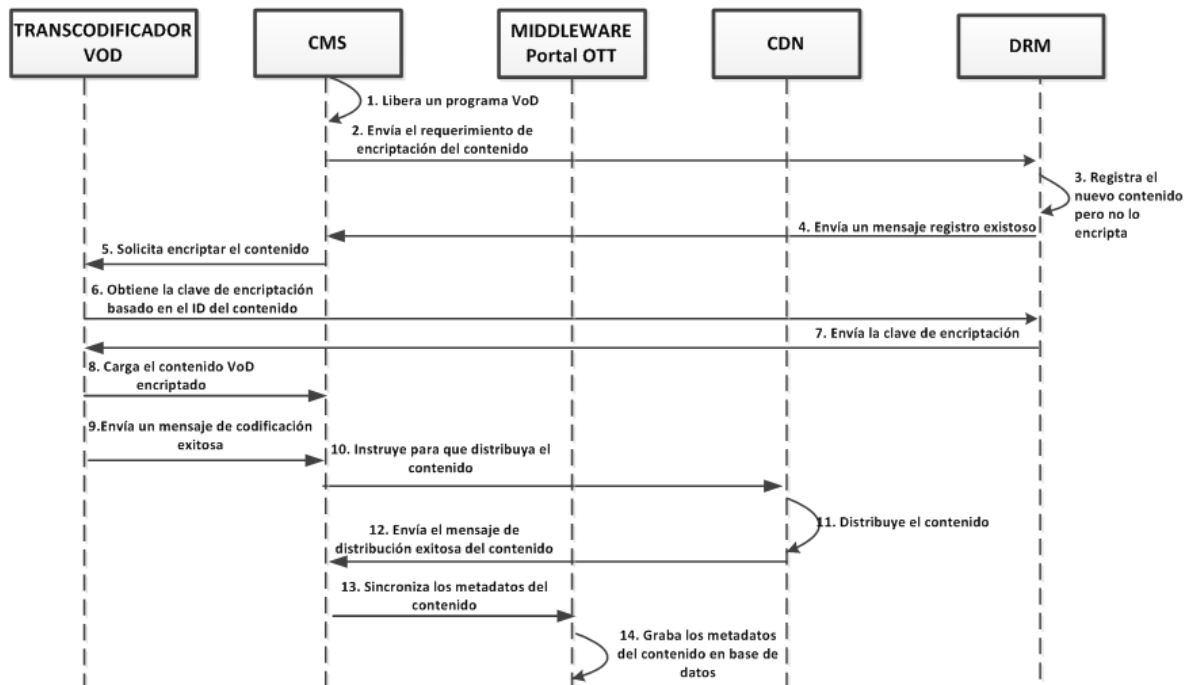 TRANSCODIFICADOR
VOD
CMS
MIDDLEWARE
Portal OTT
CDN
DRM
1. Libera un programa VoD
2. Envía el requerimiento de
encriptación del contenido
3. Registra el
nuevo contenido
pero no lo
encripta
4. Envía un mensaje registro existoso
5. Solicita encriptar el contenido
6. Obtiene la clave de encriptación
basado en el ID del contenido
7. Envía la clave de encriptación
8. Carga el contenido VoD
encriptado
9.Envía un mensaje de codificación
exitosa
10. Instruye para que distribuya el
contenido
11. Distribuye el contenido
12. Envía el mensaje de
distribución exitosa del contenido
13. Sincroniza los metadatos del
contenido
14. Graba los metadatos
del contenido en base de
datos